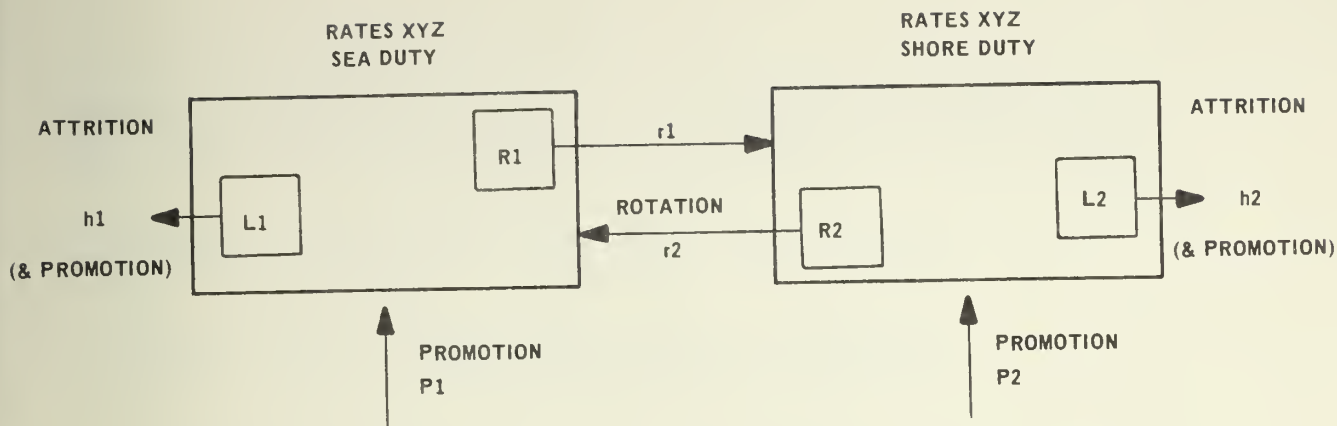 RATES XYZ
SEA DUTY
RATES XYZ
SHORE DUTY
ATTRITION
ATTRITION
R1
r1
L1
h1
(& PROMOTION)
ROTATION
r2
R2
L2
h2
(& PROMOTION)
PROMOTION
P1
PROMOTION
P2